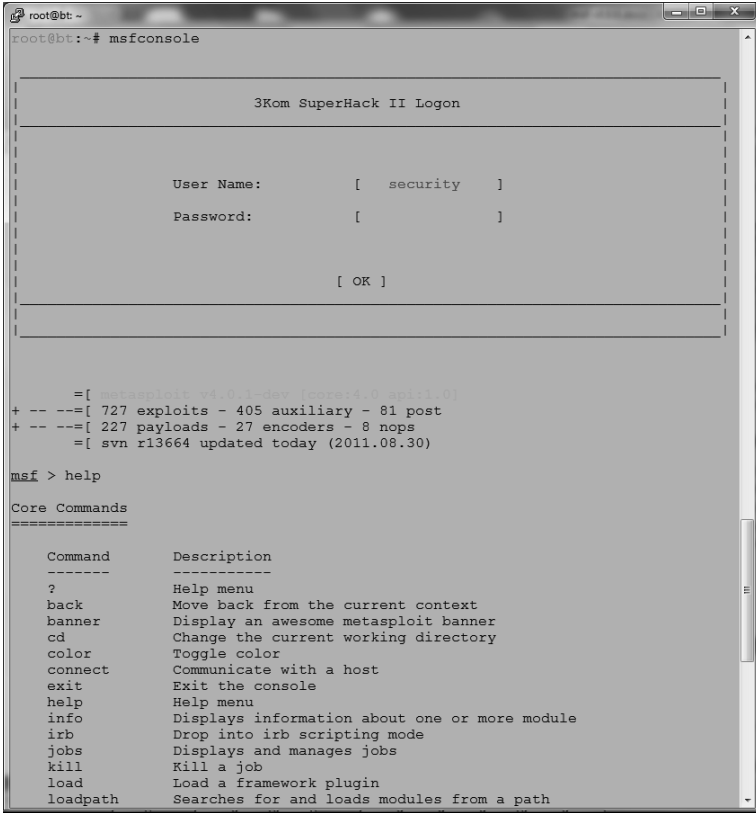 root@bt: ~
root@bt:~# msfconsole
3Kom SuperHack II Logon
User Name: [ security ]
Password: [ ]
[ OK ]
=[ metasploit v4.0.1-dev [core:4.0 api:1.0]
+ -- --=[ 727 exploits - 405 auxiliary - 81 post
+ -- --=[ 227 payloads - 27 encoders - 8 nops
=[ svn r13664 updated today (2011.08.30)
msf > help
Core Commands
=============
Command Description
------- -----------
? Help menu
back Move back from the current context
banner Display an awesome metasploit banner
cd Change the current working directory
color Toggle color
connect Communicate with a host
exit Exit the console
help Help menu
info Displays information about one or more module
irb Drop into irb scripting mode
jobs Displays and manages jobs
kill Kill a job
load Load a framework plugin
loadpath Searches for and loads modules from a path